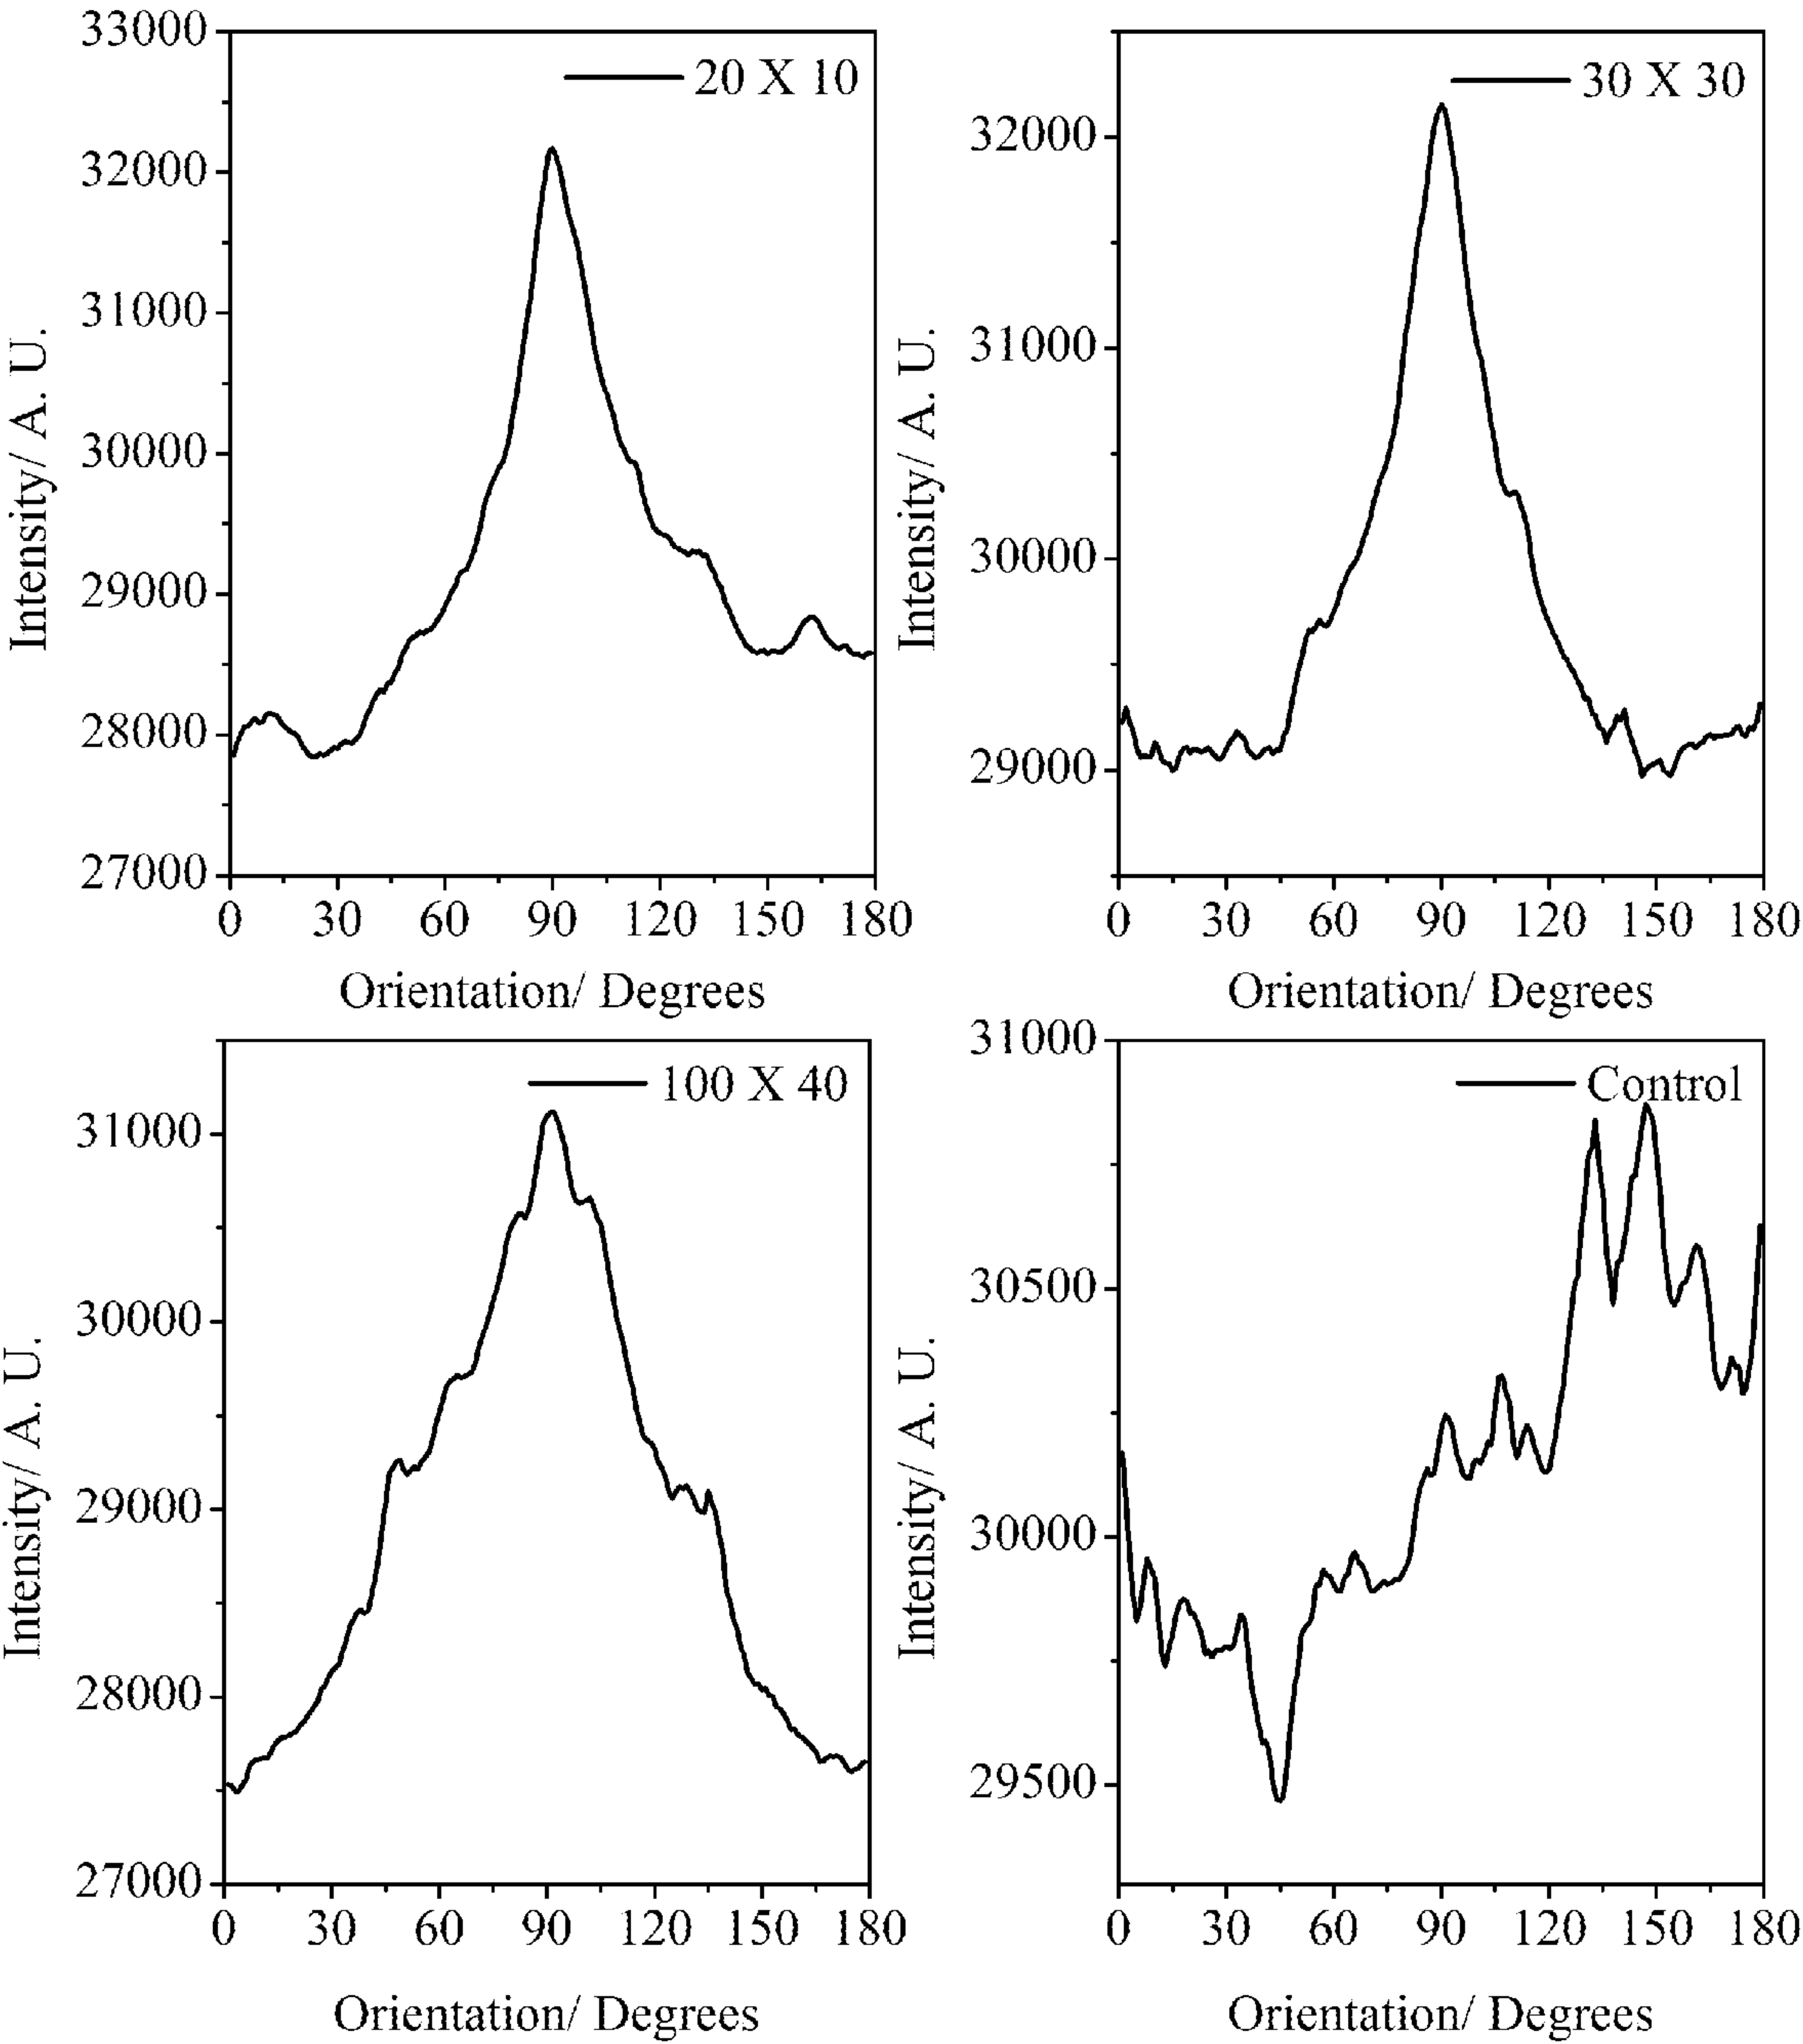 20 X 10
33000
32000
31000
30000
29000
28000
27000
Intensity/ A. U.
0 30 60 90 120 150 180
Orientation/ Degrees
30 X 30
32000
31000
30000
29000
Intensity/ A. U.
0 30 60 90 120 150 180
Orientation/ Degrees
100 X 40
31000
30000
29000
28000
27000
Intensity/ A. U.
0 30 60 90 120 150 180
Orientation/ Degrees
Control
31000
30500
30000
29500
Intensity/ A. U.
0 30 60 90 120 150 180
Orientation/ Degrees